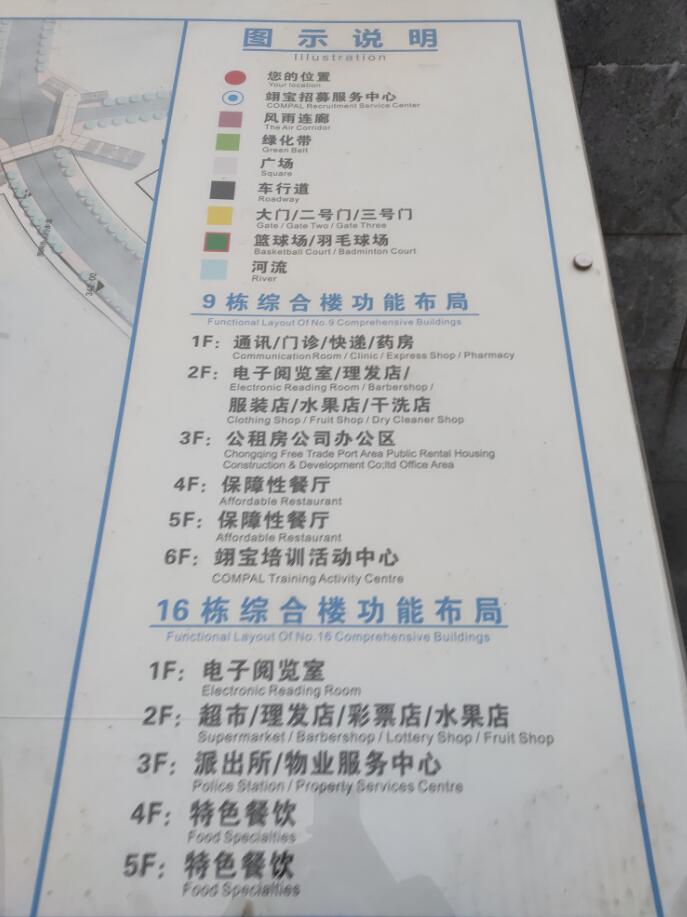 图示说明
Illustration
您的位置
Your location
翊宝招募服务中心
COMPAL Recruitment Service Center
风雨连廊
The Air Corridor
绿化带
Green Belt
广场
Square
车行道
Roadway
大门/二号门/三号门
Gate / Gate Two / Gate Three
篮球场/羽毛球场
Basketball Court / Badminton Court
河流
River
9栋综合楼功能布局
Functional Layout Of No.9 Comprehensive Buildings
1F: 通讯/门诊/快递/药房
Communication Room / Clinic / Express Shop / Pharmacy
2F: 电子阅览室/理发店/
Electronic Reading Room / Barbershop /
服装店/水果店/干洗店
Clothing Shop / Fruit Shop / Dry Cleaner Shop
3F: 公租房公司办公区
Chongqing Free Trade Port Area Public Rental Housing
Construction & Development Co;ltd Office Area
4F: 保障性餐厅
Affordable Restaurant
5F: 保障性餐厅
Affordable Restaurant
6F: 翊宝培训活动中心
COMPAL Training Activity Centre
16栋综合楼功能布局
Functional Layout Of No.16 Comprehensive Buildings
1F: 电子阅览室
Electronic Reading Room
2F: 超市/理发店/彩票店/水果店
Supermarket / Barbershop / Lottery Shop / Fruit Shop
3F: 派出所/物业服务中心
Police Station / Property Services Centre
4F: 特色餐饮
Food Specialties
5F: 特色餐饮
Food Specialties